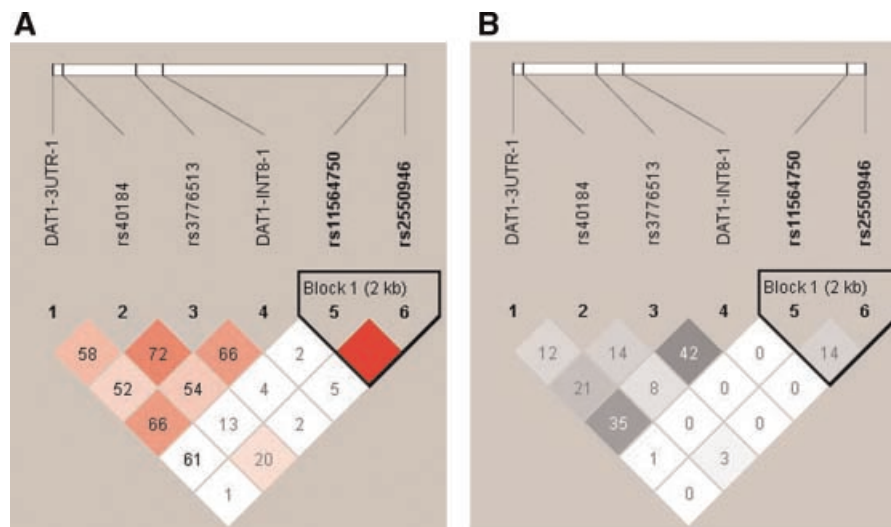 A
DAT1-3UTR-1
rs40184
rs3776513
DAT1-INT8-1
rs11564750
rs2550946
Block 1 (2 kb)
1 2 3 4 5 6
58 72 66 2
52 54 4 5
66 13 2
61 20
1
B
DAT1-3UTR-1
rs40184
rs3776513
DAT1-INT8-1
rs11564750
rs2550946
Block 1 (2 kb)
1 2 3 4 5 6
12 14 42 0 14
21 8 0 0
35 0 0
1 3
0